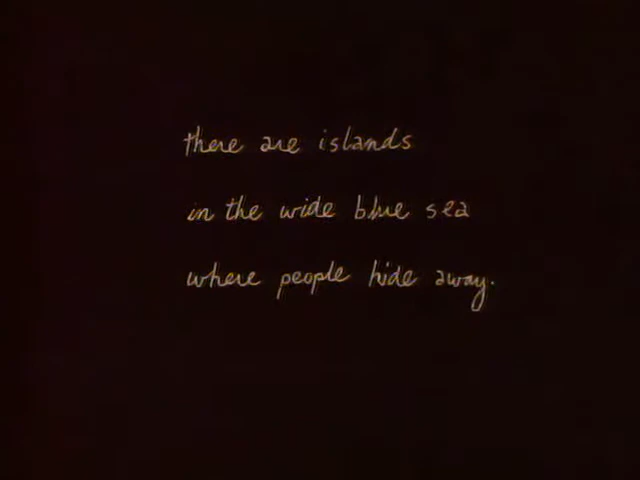 there are islands
in the wide blue sea
where people hide away.